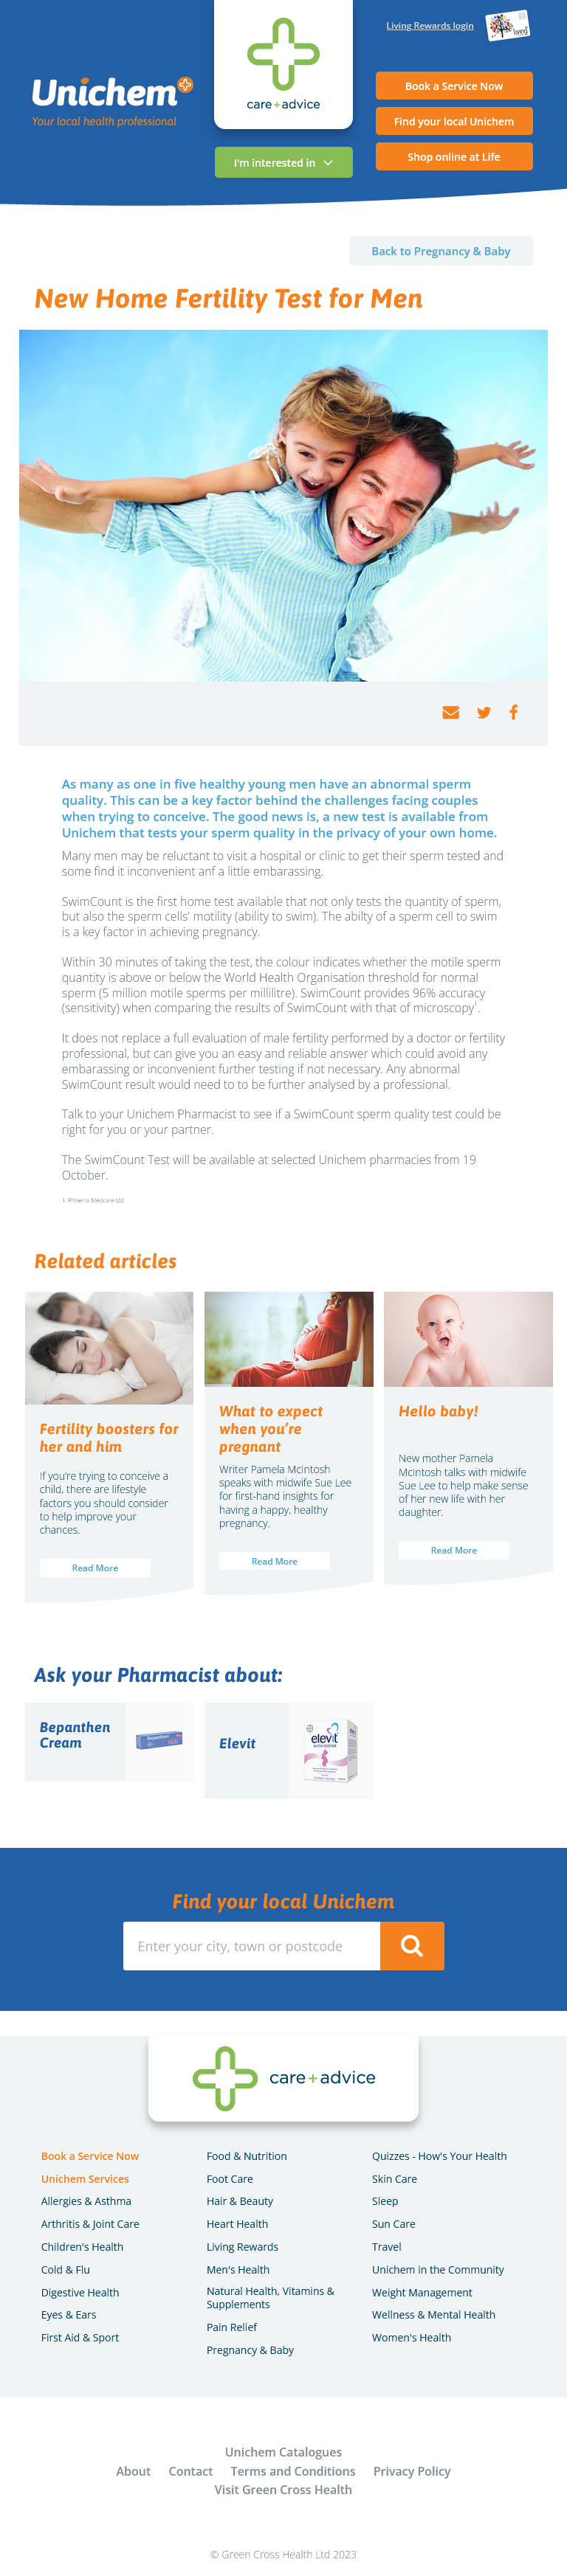 Living Rewards login
living
Unichem
Your local health professional
care+advice
Book a Service Now
Find your local Unichem
Shop online at Life
I'm interested in
Back to Pregnancy & Baby
New Home Fertility Test for Men
As many as one in five healthy young men have an abnormal sperm
quality. This can be a key factor behind the challenges facing couples
when trying to conceive. The good news is, a new test is available from
Unichem that tests your sperm quality in the privacy of your own home.
Many men may be reluctant to visit a hospital or clinic to get their sperm tested and
some find it inconvenient anf a little embarassing.
SwimCount is the first home test available that not only tests the quantity of sperm,
but also the sperm cells' motility (ability to swim). The abilty of a sperm cell to swim
is a key factor in achieving pregnancy.
Within 30 minutes of taking the test, the colour indicates whether the motile sperm
quantity is above or below the World Health Organisation threshold for normal
sperm (5 million motile sperms per millilitre). SwimCount provides 96% accuracy
(sensitivity) when comparing the results of SwimCount with that of microscopy¹.
It does not replace a full evaluation of male fertility performed by a doctor or fertility
professional, but can give you an easy and reliable answer which could avoid any
embarassing or inconvenient further testing if not necessary. Any abnormal
SwimCount result would need to to be further analysed by a professional.
Talk to your Unichem Pharmacist to see if a SwimCount sperm quality test could be
right for you or your partner.
The SwimCount Test will be available at selected Unichem pharmacies from 19
October.
1. Phoenix Medcare Ltd
Related articles
Fertility boosters for
her and him
If you're trying to conceive a
child, there are lifestyle
factors you should consider
to help improve your
chances.
Read More
What to expect
when you're
pregnant
Writer Pamela McIntosh
speaks with midwife Sue Lee
for first-hand insights for
having a happy, healthy
pregnancy.
Read More
Hello baby!
New mother Pamela
McIntosh talks with midwife
Sue Lee to help make sense
of her new life with her
daughter.
Read More
Ask your Pharmacist about:
Bepanthen
Cream
Bepanthen
Elevit
elevit
Find your local Unichem
Enter your city, town or postcode
care+advice
Book a Service Now
Unichem Services
Allergies & Asthma
Arthritis & Joint Care
Children's Health
Cold & Flu
Digestive Health
Eyes & Ears
First Aid & Sport
Food & Nutrition
Foot Care
Hair & Beauty
Heart Health
Living Rewards
Men's Health
Natural Health, Vitamins &
Supplements
Pain Relief
Pregnancy & Baby
Quizzes - How's Your Health
Skin Care
Sleep
Sun Care
Travel
Unichem in the Community
Weight Management
Wellness & Mental Health
Women's Health
Unichem Catalogues
About Contact Terms and Conditions Privacy Policy
Visit Green Cross Health
© Green Cross Health Ltd 2023